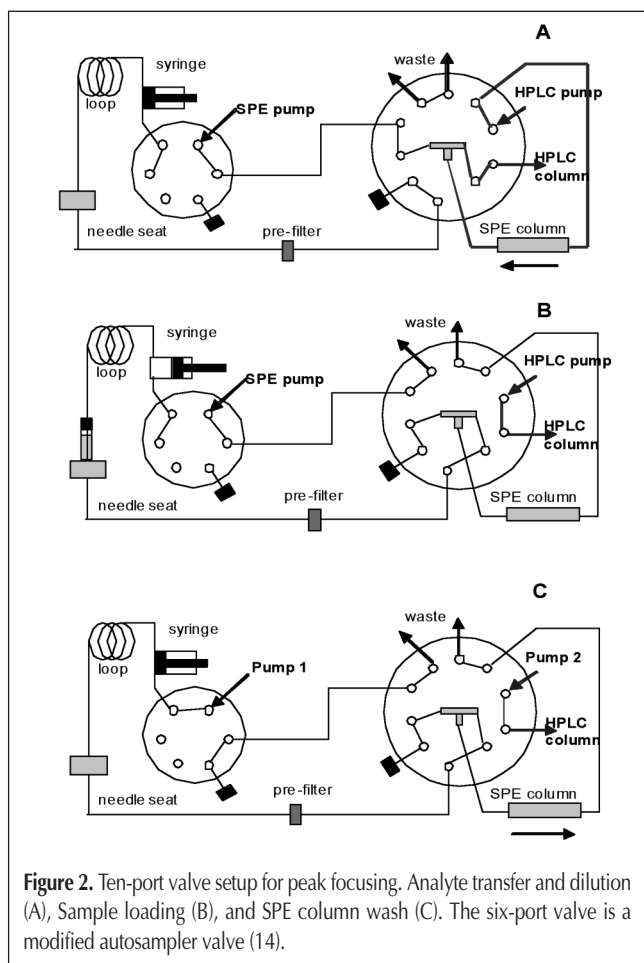 A
waste
syringe
loop
SPE pump
HPLC pump
HPLC
column
needle seat
pre-filter
SPE column
B
waste
syringe
loop
SPE pump
HPLC pump
HPLC
column
needle seat
pre-filter
SPE column
C
waste
syringe
loop
Pump 1
Pump 2
HPLC
column
needle seat
pre-filter
SPE column
Figure 2. Ten-port valve setup for peak focusing. Analyte transfer and dilution
(A), Sample loading (B), and SPE column wash (C). The six-port valve is a
modified autosampler valve (14).